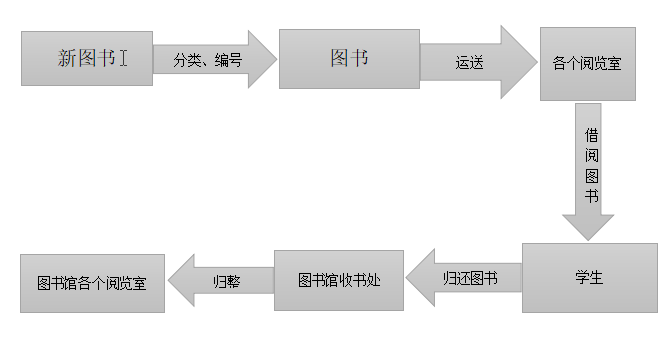 新图书
分类、编号
图书
运送
各个阅览室
借阅图书
学生
归还图书
图书馆收书处
归整
图书馆各个阅览室